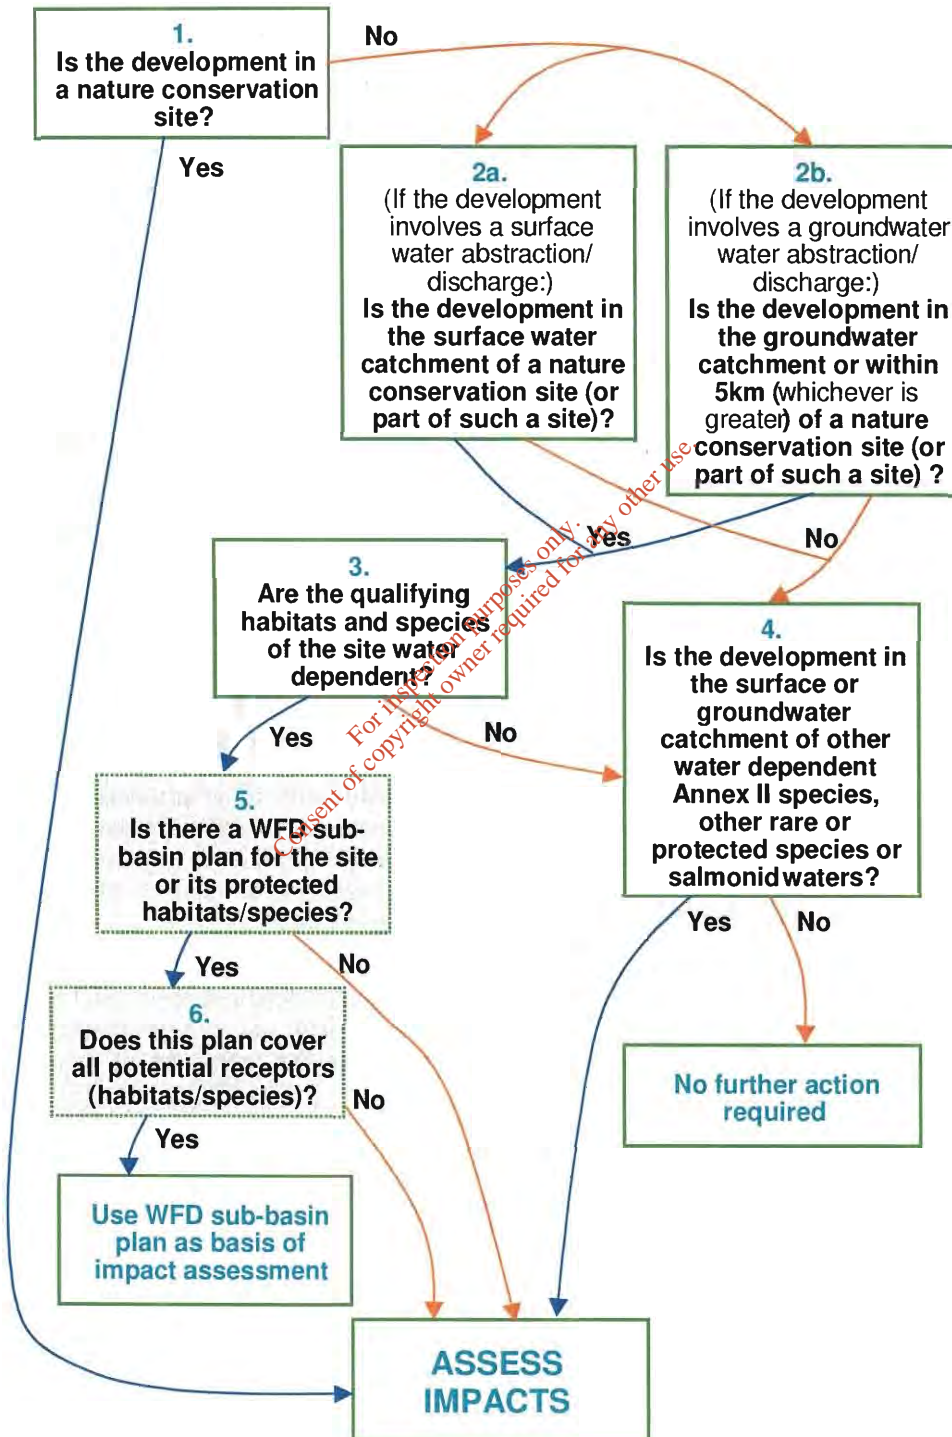 1.
Is the development in
a nature conservation
site?
No
Yes
2a.
(If the development
involves a surface
water abstraction/
discharge:)
Is the development in
the surface water
catchment of a nature
conservation site (or
part of such a site)?
2b.
(If the development
involves a groundwater
water abstraction/
discharge:)
Is the development in
the groundwater
catchment or within
5km (whichever is
greater) of a nature
conservation site (or
part of such a site) ?
Yes
No
3.
Are the qualifying
habitats and species
of the site water
dependent?
Yes
No
4.
Is the development in
the surface or
groundwater
catchment of other
water dependent
Annex II species,
other rare or
protected species or
salmonid waters?
Yes
No
5.
Is there a WFD sub-
basin plan for the site
or its protected
habitats/species?
Yes
No
6.
Does this plan cover
all potential receptors
(habitats/species)?
No
Yes
No further action
required
Use WFD sub-basin
plan as basis of
impact assessment
ASSESS
IMPACTS
For inspection purposes only.
Consent of copyright owner required for any other use.